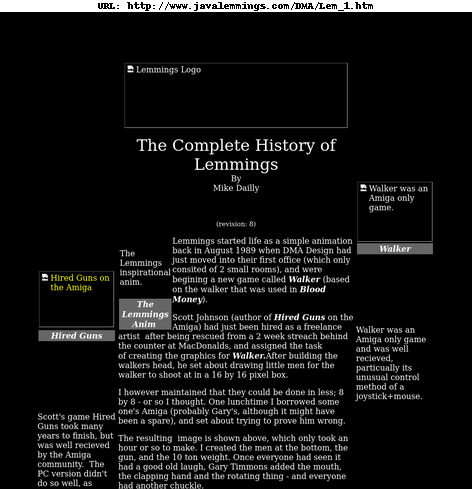 URL: http://www.javalemmings.com/DMA/Lem_1.htm
Lemmings Logo
The Complete History of
Lemmings
By
Mike Dailly
(revision: 8)
Walker was an
Amiga only
game.
Walker
Walker was an
Amiga only game
and was well
recieved,
particually its
unusual control
method of a
joystick+mouse.
Hired Guns on
the Amiga
Hired Guns
Scott's game Hired
Guns took many
years to finish, but
was well recieved
by the Amiga
community.  The
PC version didn't
do so well, as
The
Lemmings
inspirational
anim.
The
Lemmings
Anim
Lemmings started life as a simple animation
back in August 1989 when DMA Design had
just moved into their first office (which only
consited of 2 small rooms), and were
begining a new game called Walker (based
on the walker that was used in Blood
Money).
Scott Johnson (author of Hired Guns on the
Amiga) had just been hired as a freelance
artist  after being rescued from a 2 week streach behind
the counter at MacDonalds, and assigned the task
of creating the graphics for Walker.After building the
walkers head, he set about drawing little men for the
walker to shoot at in a 16 by 16 pixel box.
I however maintained that they could be done in less; 8
by 8 - or so I thought. One lunchtime I borrowed some
one's Amiga (probably Gary's, although it might have
been a spare), and set about trying to prove him wrong.
The resulting  image is shown above, which only took an
hour or so to make. I created the men at the bottom, the
gun, and the 10 ton weight. Once everyone had seen it
had a good old laugh, Gary Timmons added the mouth,
the clapping hand and the rotating thing - and everyone
had another chuckle.